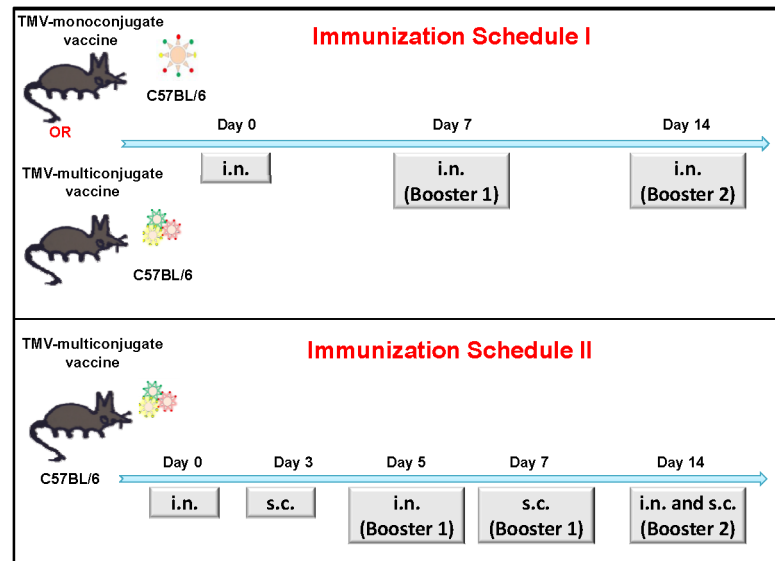 TMV-monoconjugate
vaccine
Immunization Schedule I
C57BL/6
OR
Day 0
Day 7
Day 14
i.n.
i.n.
(Booster 1)
i.n.
(Booster 2)
TMV-multiconjugate
vaccine
C57BL/6
TMV-multiconjugate
vaccine
Immunization Schedule II
C57BL/6
Day 0
Day 3
Day 5
Day 7
Day 14
i.n.
s.c.
i.n.
(Booster 1)
s.c.
(Booster 1)
i.n. and s.c.
(Booster 2)